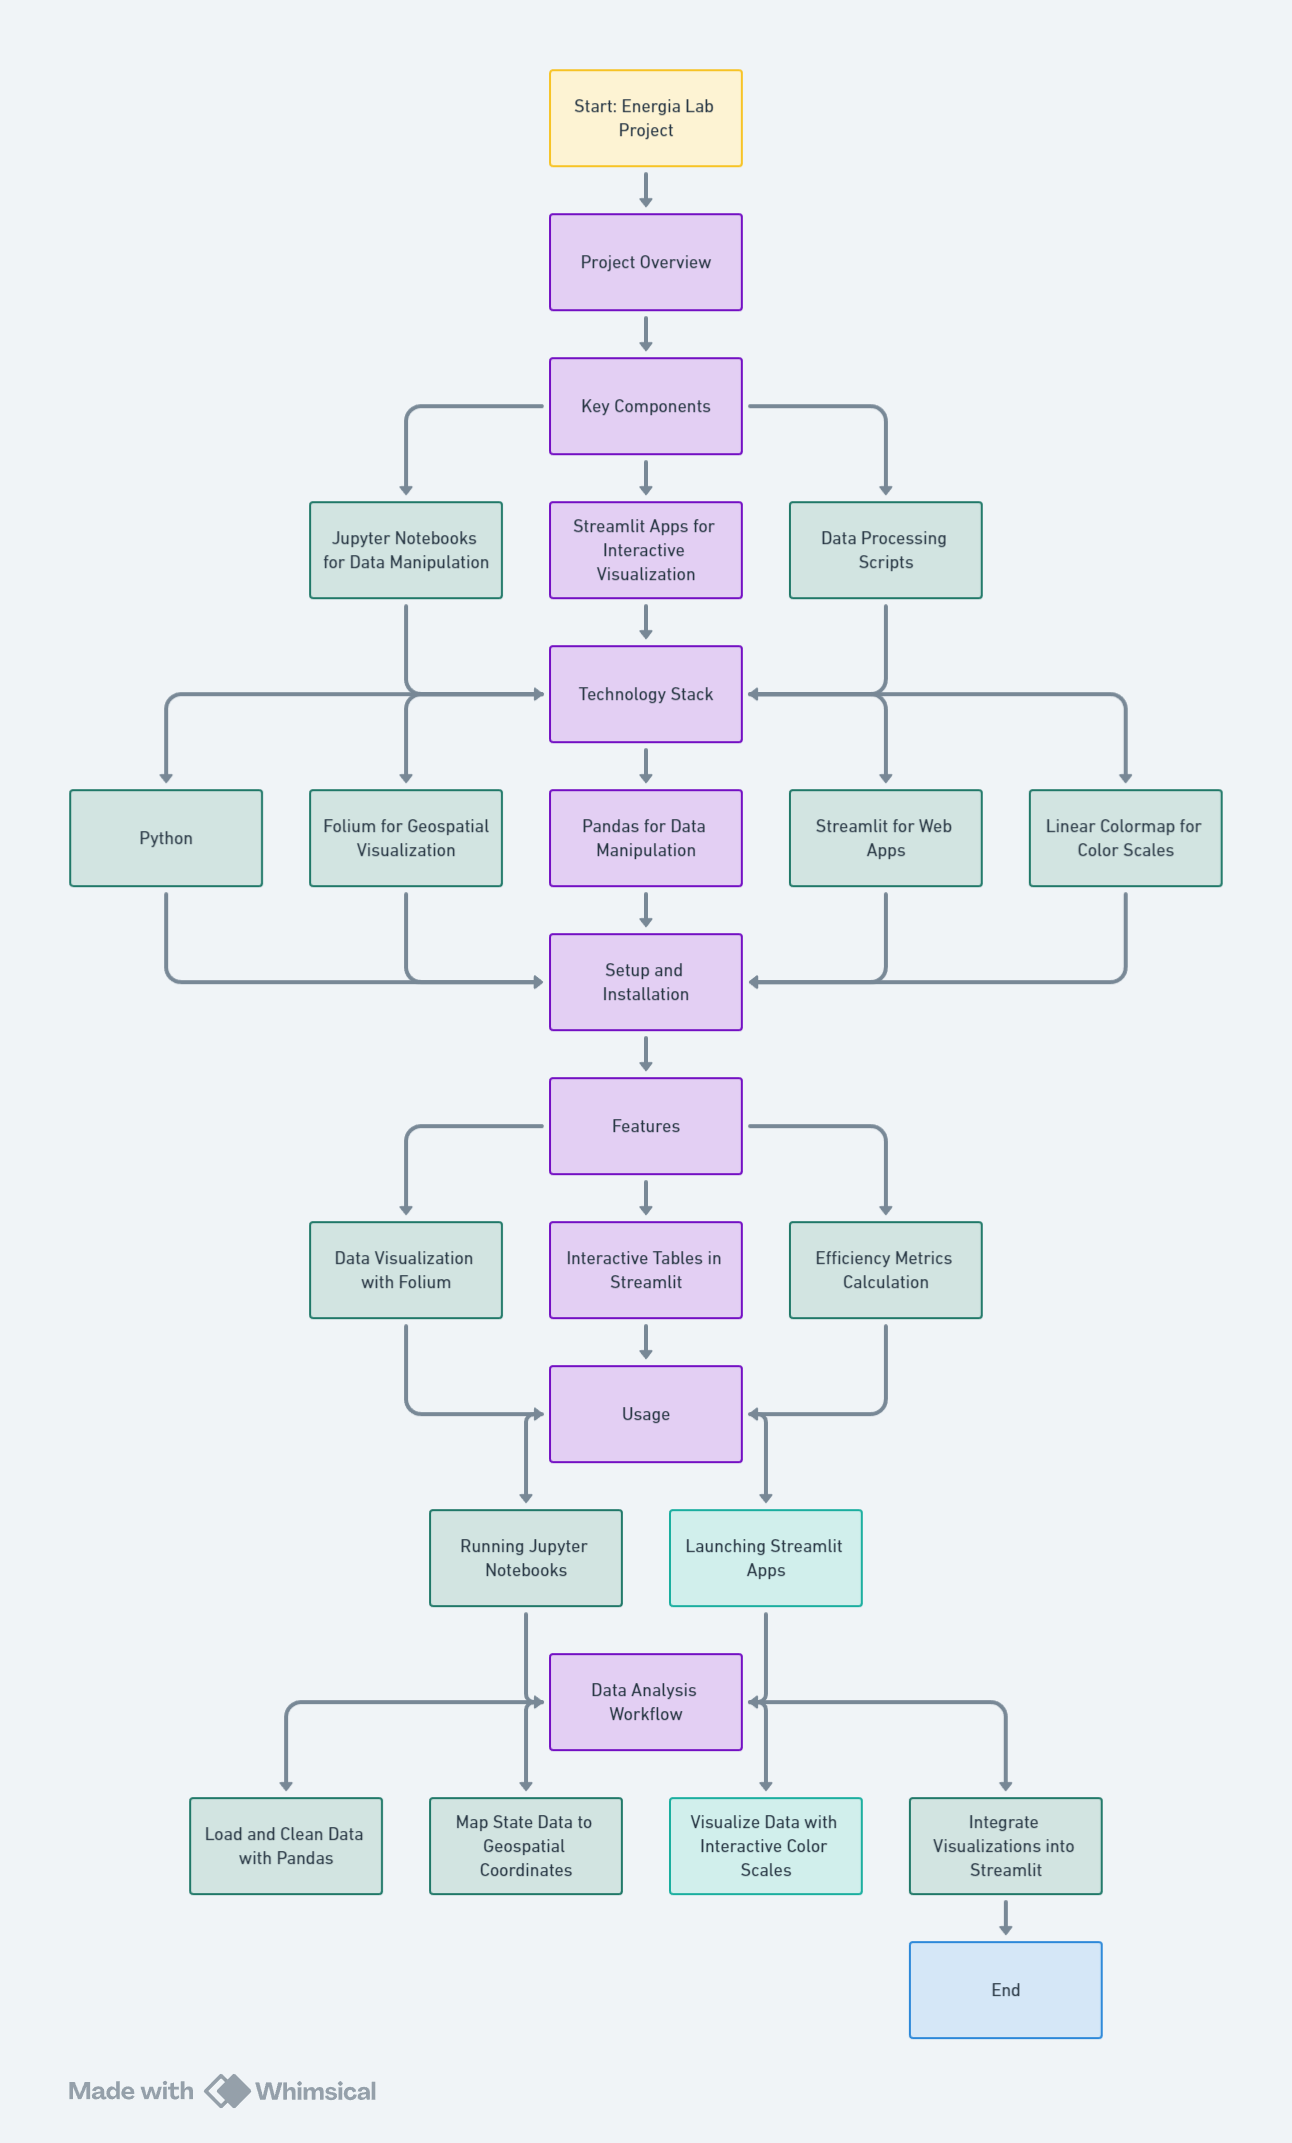 Start: Energia Lab
Project
Project Overview
Key Components
Jupyter Notebooks
for Data Manipulation
Streamlit Apps for
Interactive
Visualization
Data Processing
Scripts
Technology Stack
Python
Folium for Geospatial
Visualization
Pandas for Data
Manipulation
Streamlit for Web
Apps
Linear Colormap for
Color Scales
Setup and
Installation
Features
Data Visualization
with Folium
Interactive Tables in
Streamlit
Efficiency Metrics
Calculation
Usage
Running Jupyter
Notebooks
Launching Streamlit
Apps
Data Analysis
Workflow
Load and Clean Data
with Pandas
Map State Data to
Geospatial
Coordinates
Visualize Data with
Interactive Color
Scales
Integrate
Visualizations into
Streamlit
End
Made with Whimsical